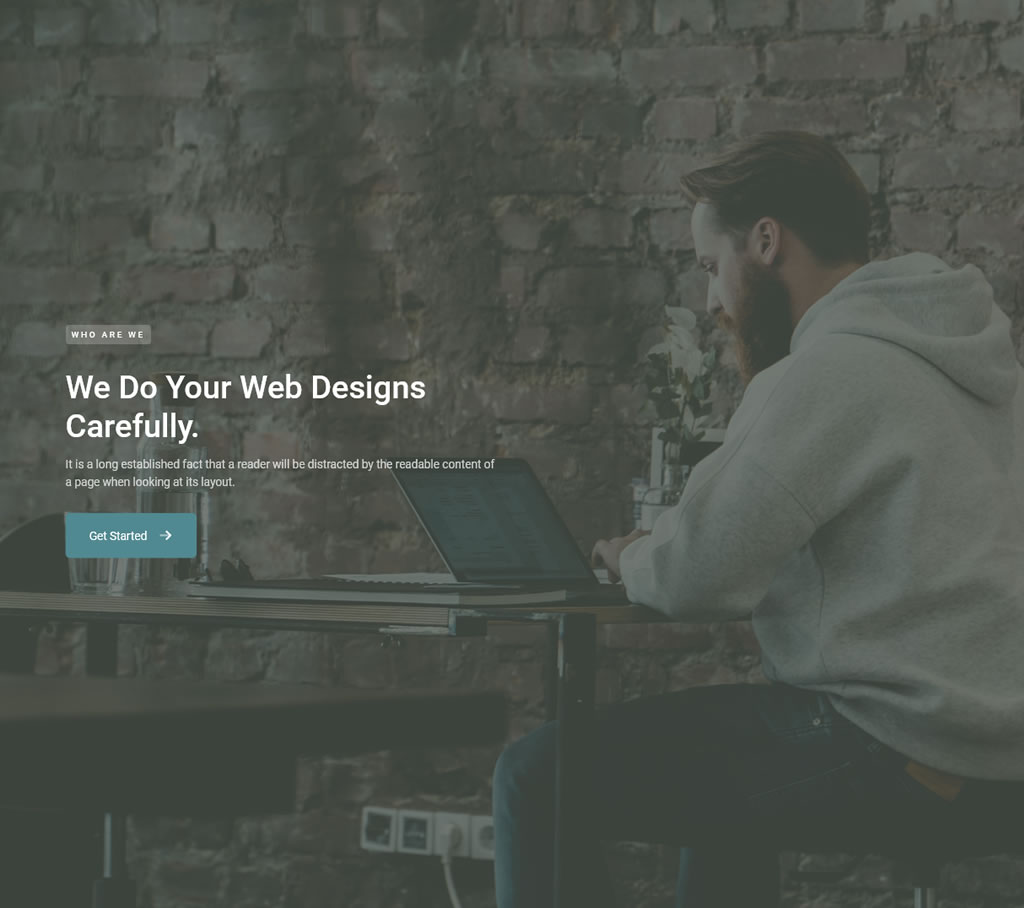 WHO ARE WE
We Do Your Web Designs
Carefully.
It is a long established fact that a reader will be distracted by the readable content of
a page when looking at its layout.
Get Started